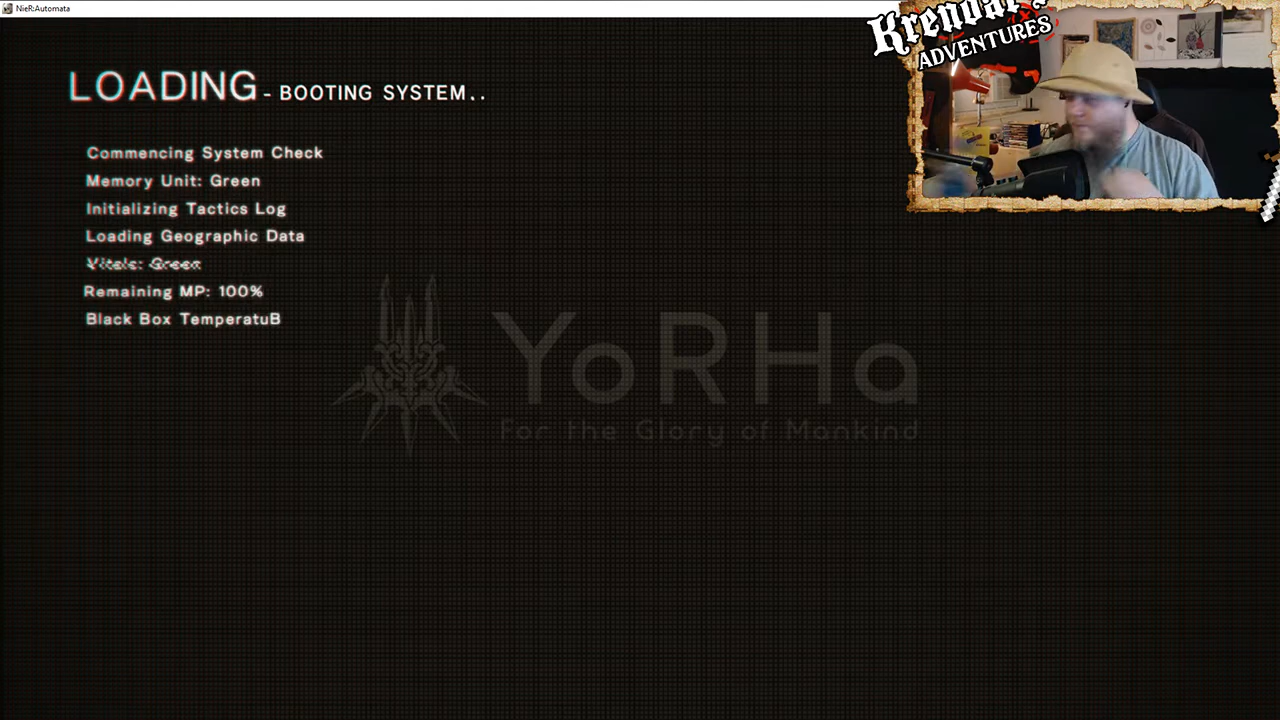 NieR:Automata
LOADING - BOOTING SYSTEM..
Commencing System Check
Memory Unit: Green
Initializing Tactics Log
Loading Geographic Data
Vitals: Green
Remaining MP: 100%
Black Box TemperatuB
YoRHa
For the Glory of Mankind
ADVENTURES